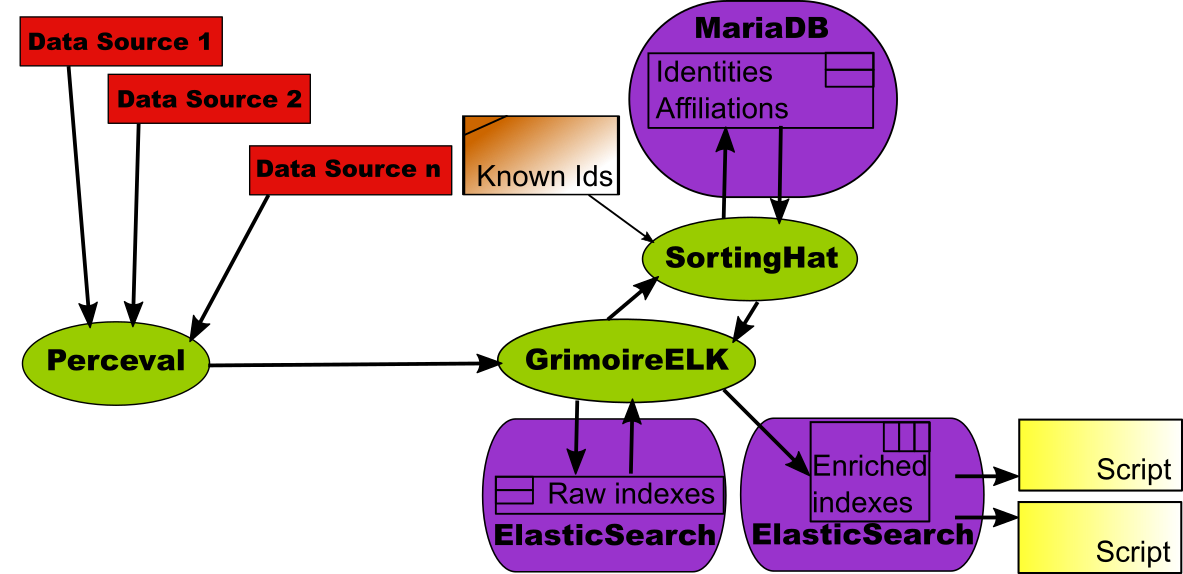 Data Source 1
MariaDB
Identities
Affiliations
Data Source 2
Data Source n
Known Ids
SortingHat
Perceval
GrimoireELK
Raw indexes
ElasticSearch
Enriched
indexes
ElasticSearch
Script
Script